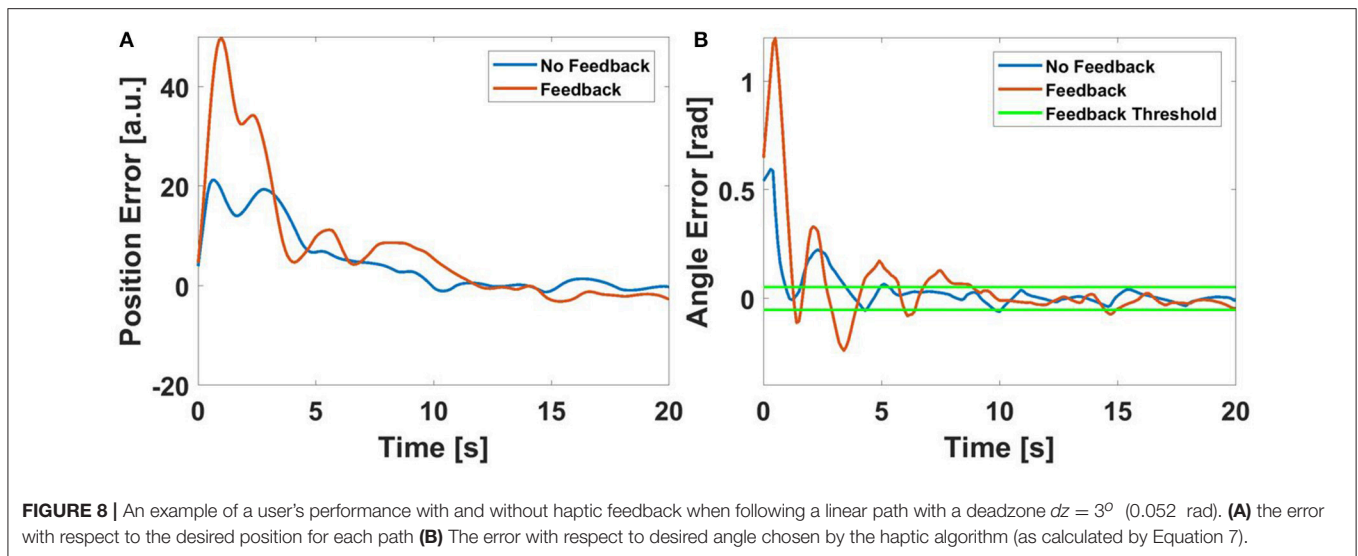 A
No Feedback
Feedback
Position Error [a.u.]
40
20
0
-20
0
5
10
15
20
Time [s]
B
No Feedback
Feedback
Feedback Threshold
Angle Error [rad]
1
0.5
0
0
5
10
15
20
Time [s]
FIGURE 8 | An example of a user's performance with and without haptic feedback when following a linear path with a deadzone dz = 3° (0.052 rad). (A) the error
with respect to the desired position for each path (B) The error with respect to desired angle chosen by the haptic algorithm (as calculated by Equation 7).